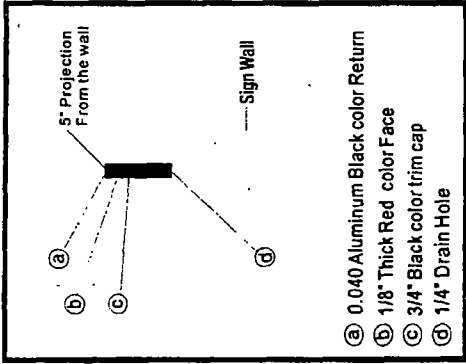 5" Projection
From the wall
Sign Wall
ⓐ
ⓑ
ⓒ
ⓓ
ⓐ 0.040 Aluminum Black color Return
ⓑ 1/8" Thick Red color Face
ⓒ 3/4" Black color trim cap
ⓓ 1/4" Drain Hole